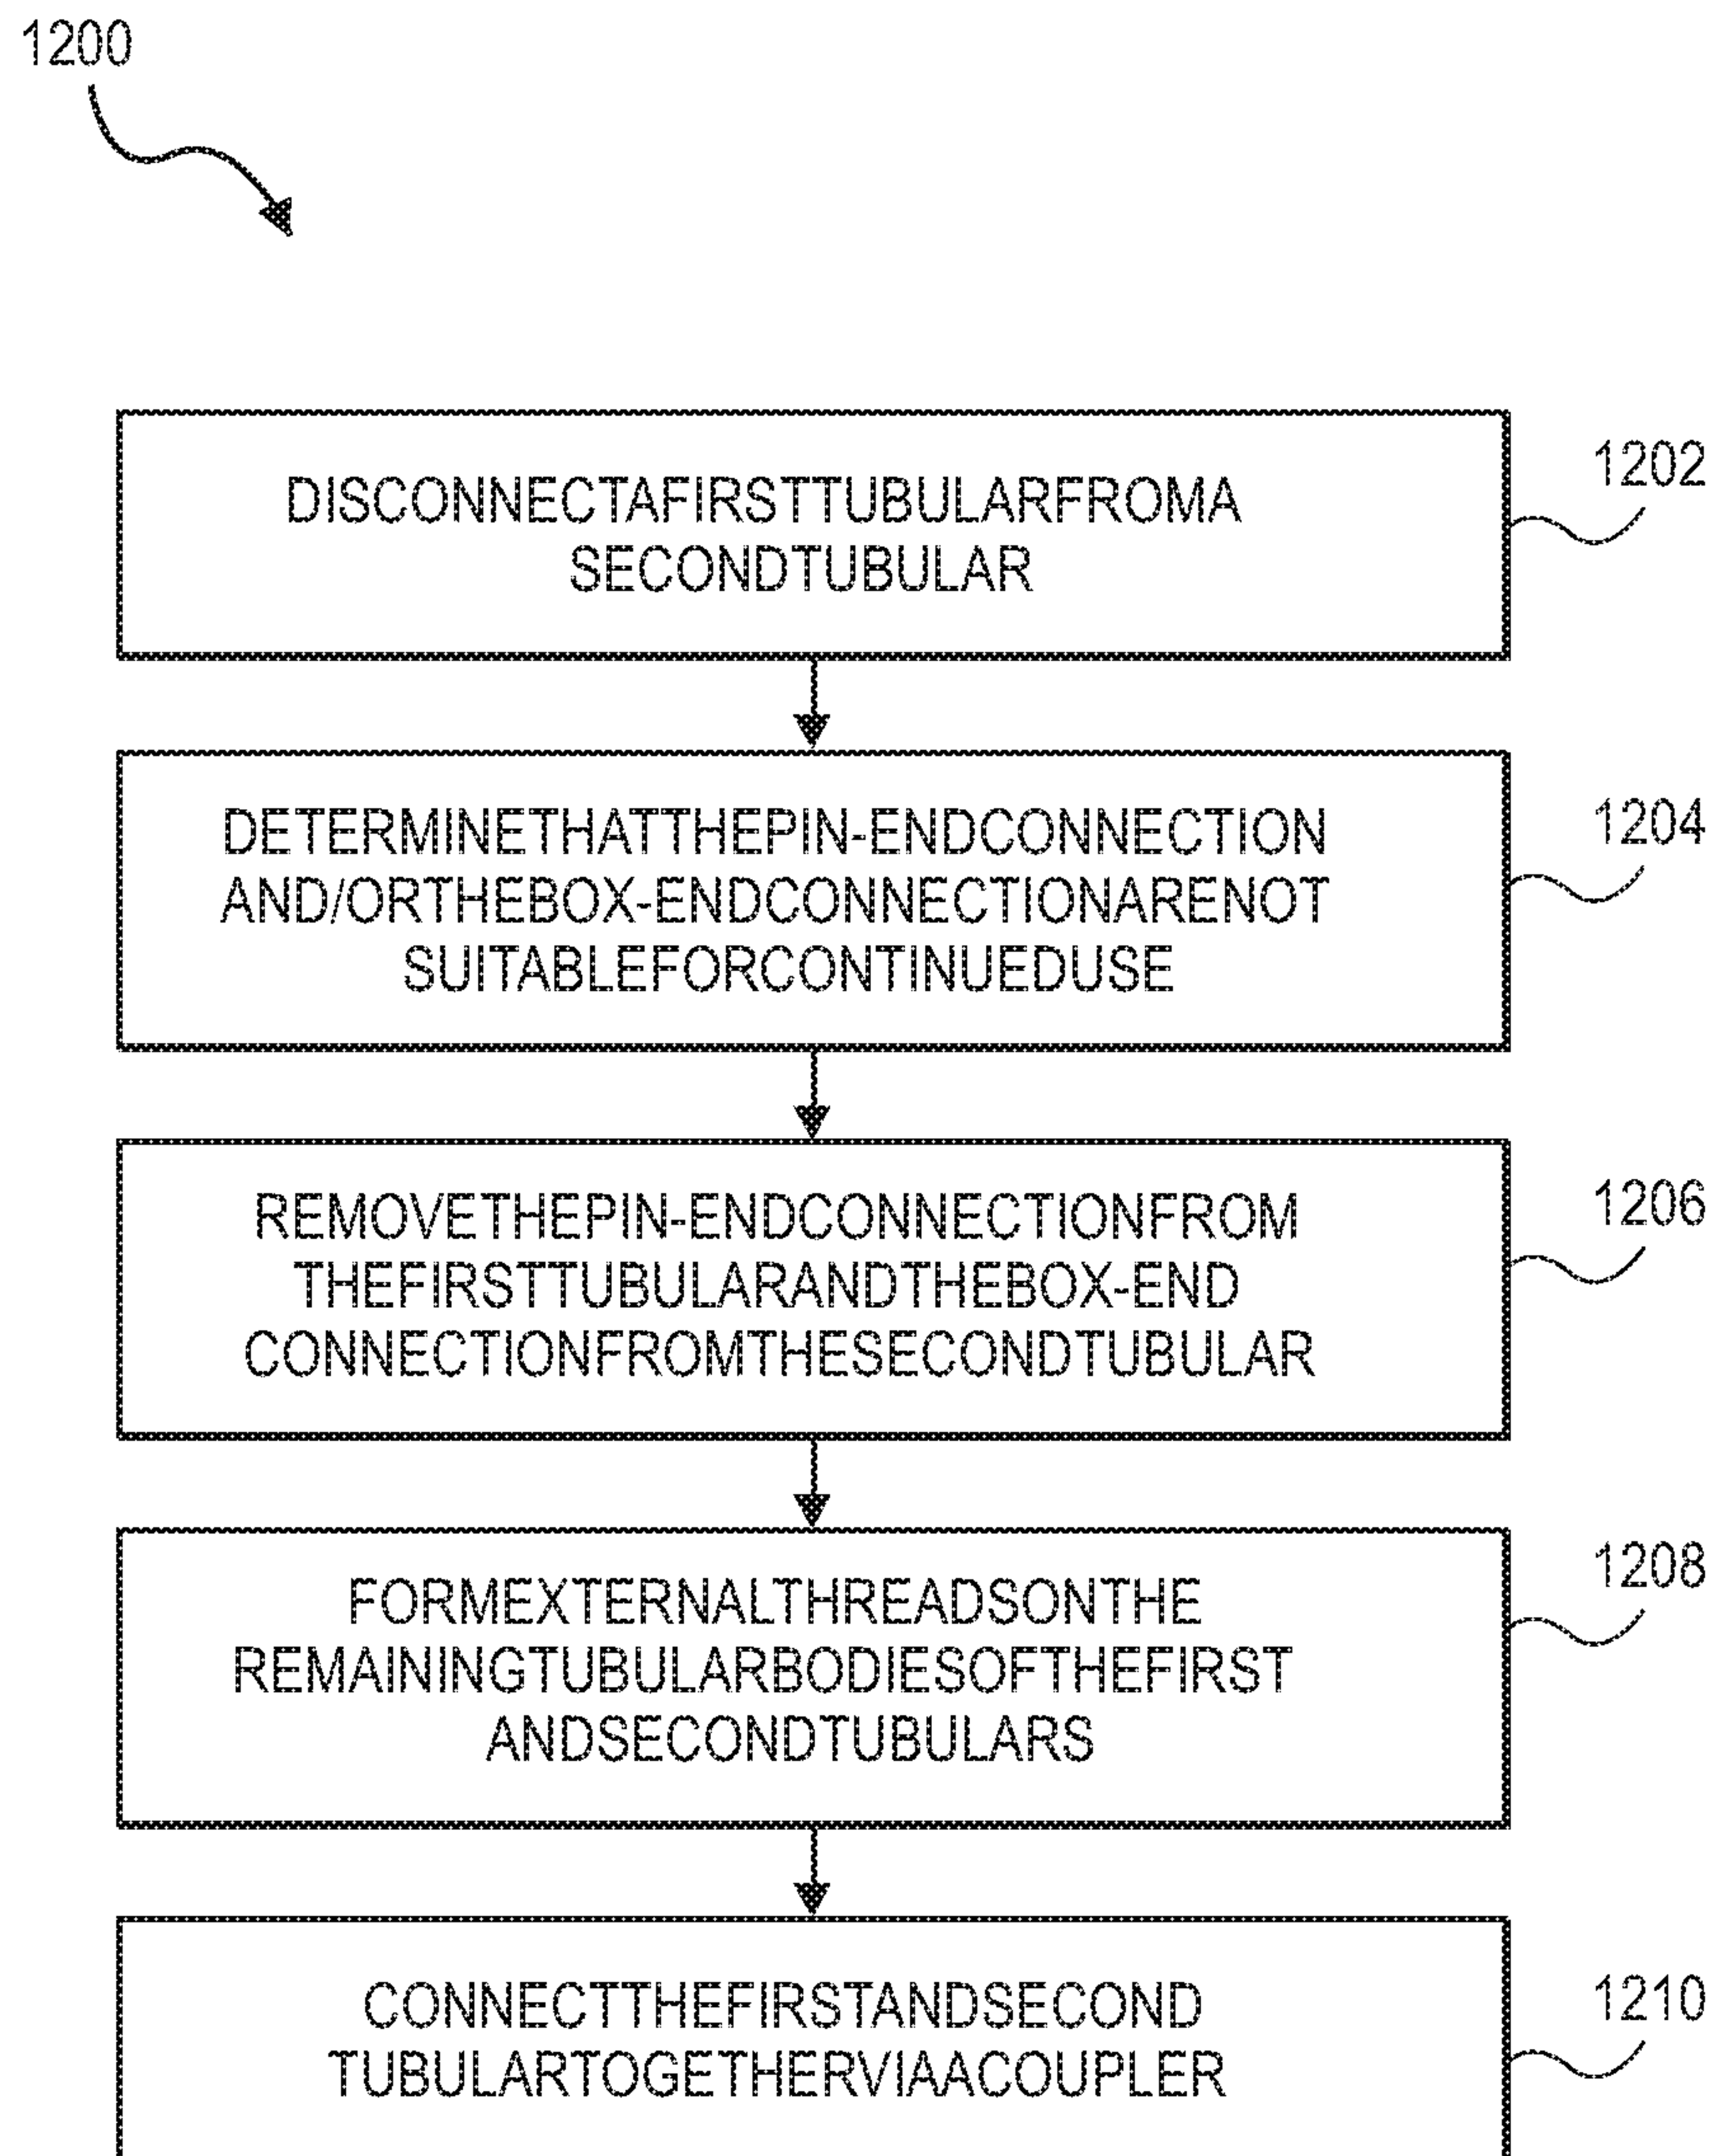 1200
DISCONNECTAFIRSTTUBULARFROMA
SECONDTUBULAR
1202
DETERMINETHATTHEPIN-ENDCONNECTION
AND/ORTHEBOX-ENDCONNECTIONARENOT
SUITABLEFORCONTINUEDUSE
1204
REMOVETHEPIN-ENDCONNECTIONFROM
THEFIRSTTUBULARANDTHEBOX-END
CONNECTIONFROMTHESECONDTUBULAR
1206
FORMEXTERNALTHREADSONTHE
REMAININGTUBULARBODIESOFTHEFIRST
ANDSECONDTUBULARS
1208
CONNECTTHEFIRSTANDSECOND
TUBULARTOGETHERVIAACOUPLER
1210